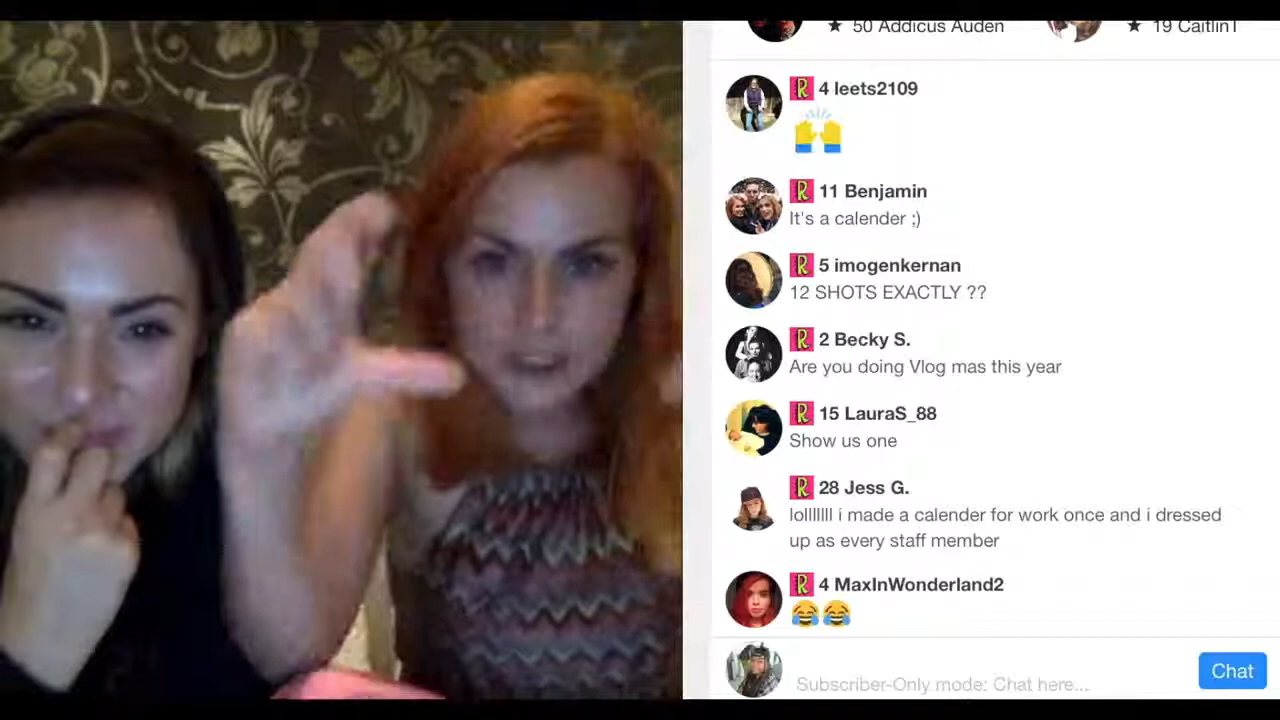 ★ 50 Addicus Auden
★ 19 CaitlinT
R 4 leets2109
R 11 Benjamin
It's a calender ;)
R 5 imogenkernan
12 SHOTS EXACTLY ??
R 2 Becky S.
Are you doing Vlog mas this year
R 15 LauraS_88
Show us one
R 28 Jess G.
lolllllll i made a calender for work once and i dressed
up as every staff member
R 4 MaxInWonderland2
😂😂
Subscriber-Only mode: Chat here...
Chat